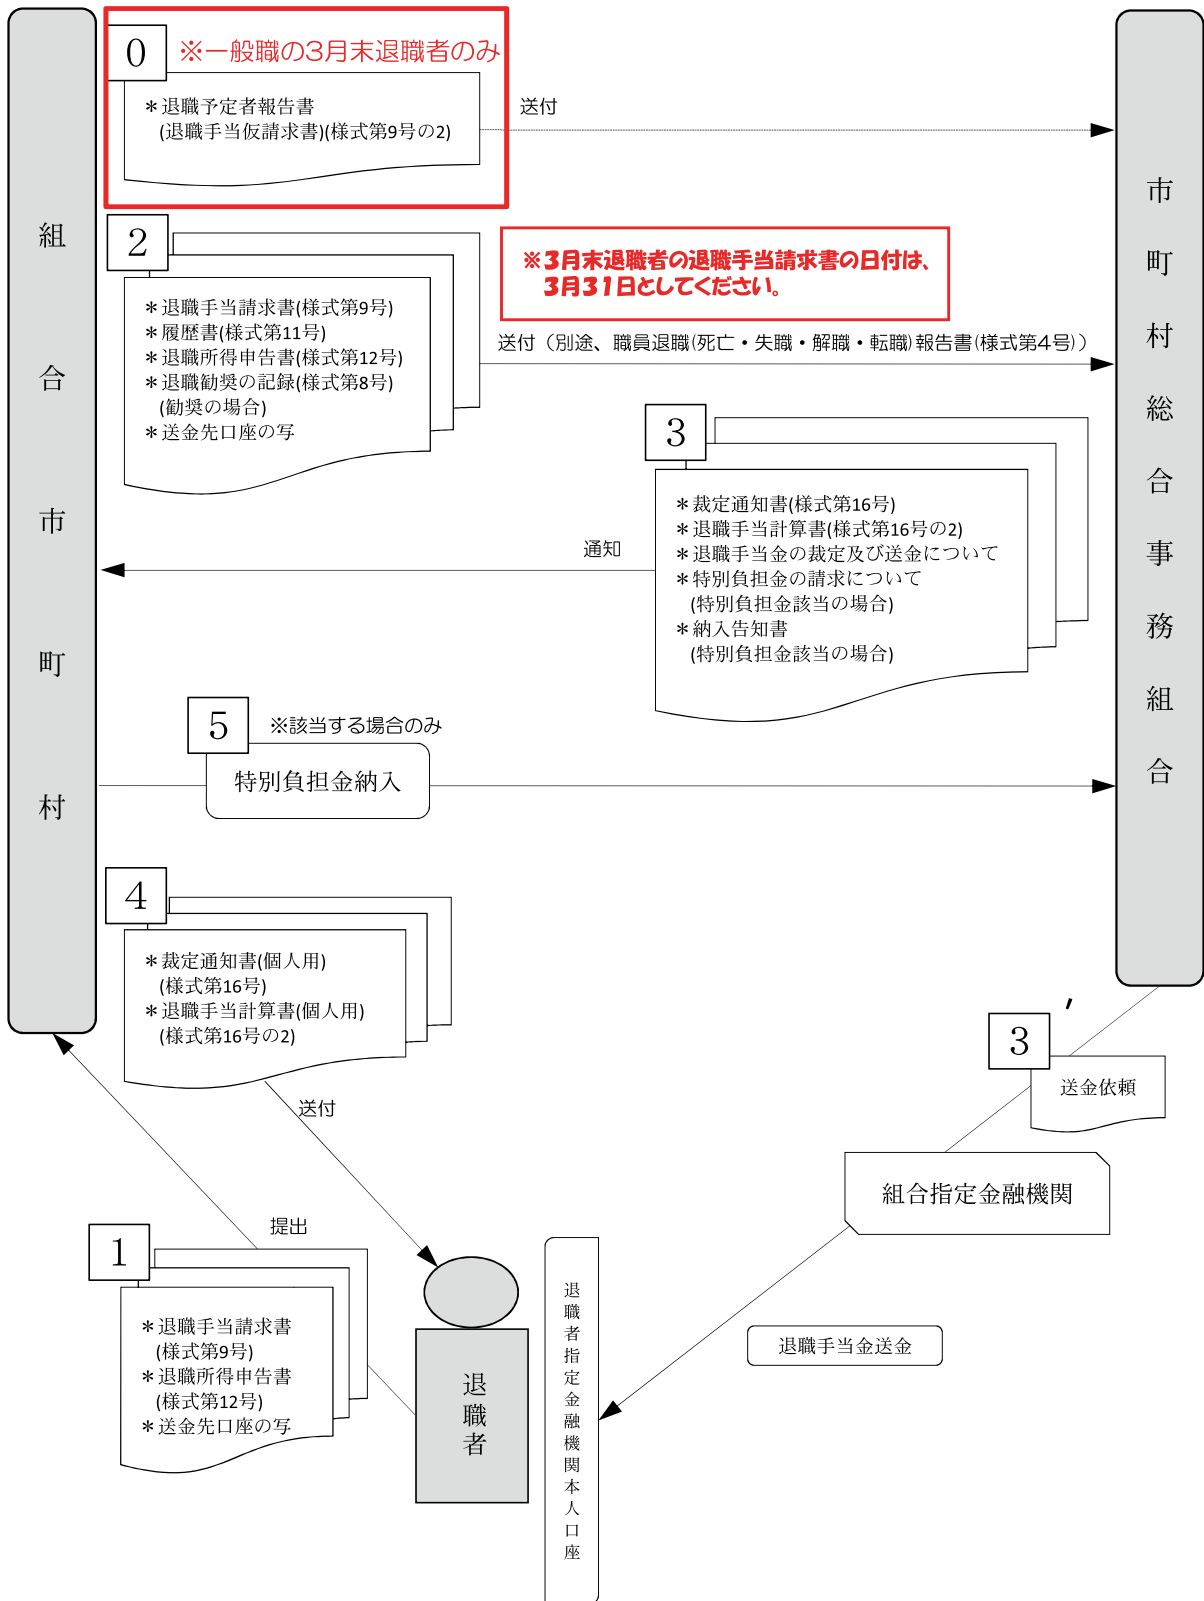 組合市町村
0
※一般職の3月末退職者のみ
＊退職予定者報告書
(退職手当仮請求書)(様式第9号の2)
送付
市町村総合事務組合
2
＊退職手当請求書(様式第9号)
＊履歴書(様式第11号)
＊退職所得申告書(様式第12号)
＊退職勧奨の記録(様式第8号)
(勧奨の場合)
＊送金先口座の写
※3月末退職者の退職手当請求書の日付は、
3月31日としてください。
送付（別途、職員退職(死亡・失職・解職・転職)報告書(様式第4号)）
3
＊裁定通知書(様式第16号)
＊退職手当計算書(様式第16号の2)
＊退職手当金の裁定及び送金について
＊特別負担金の請求について
(特別負担金該当の場合)
＊納入告知書
(特別負担金該当の場合)
通知
5
※該当する場合のみ
特別負担金納入
4
＊裁定通知書(個人用)
(様式第16号)
＊退職手当計算書(個人用)
(様式第16号の2)
送付
3′
送金依頼
組合指定金融機関
提出
1
＊退職手当請求書
(様式第9号)
＊退職所得申告書
(様式第12号)
＊送金先口座の写
退職者
退職者指定金融機関本人口座
退職手当金送金